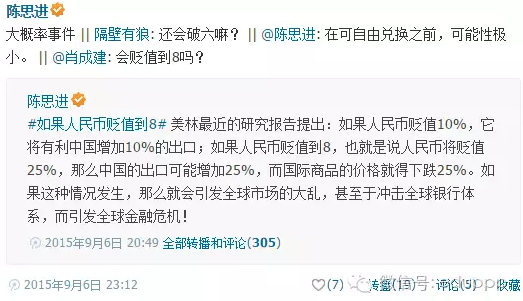 陈思进
大概率事件 || 隔壁有狼: 还会破六嘛？ || @陈思进: 在可自由兑换之前，可能性极
小。 || @肖成建: 会贬值到8吗？
陈思进
#如果人民币贬值到8# 美林最近的研究报告提出：如果人民币贬值10%，它
将有利中国增加10%的出口；如果人民币贬值到8，也就是说人民币将贬值
25%，那么中国的出口可能增加25%，而国际商品的价格就得下跌25%。如
果这种情况发生，那么就会引发全球市场的大乱，甚至于冲击全球银行体
系，而引发全球金融危机！
2015年9月6日 20:49 全部转播和评论(305)
2015年9月6日 23:12 (7) 转播(19) 评论(5) 收藏
微信号: